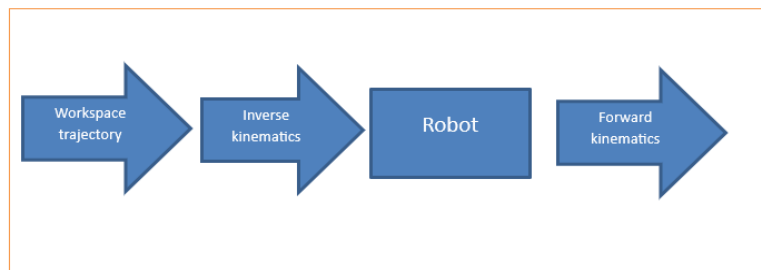 Workspace
trajectory
Inverse
kinematics
Robot
Forward
kinematics